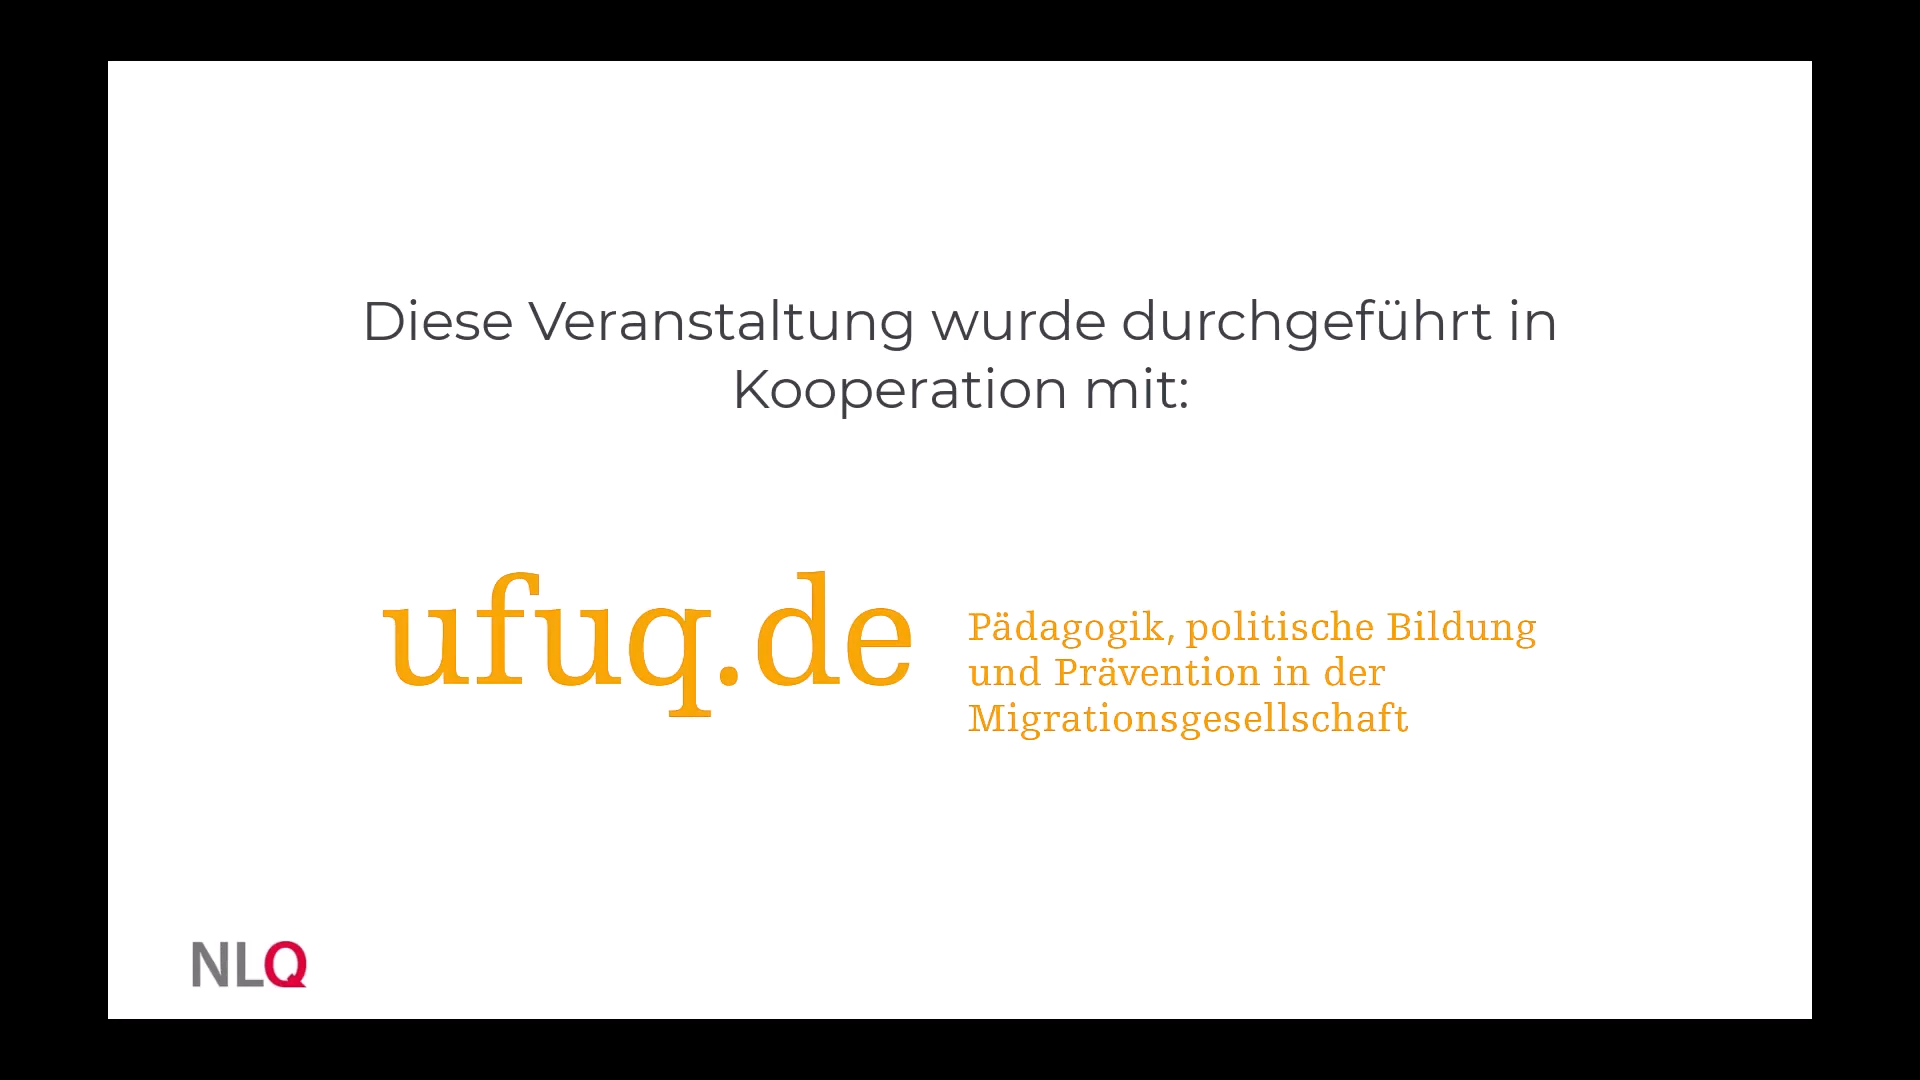 Diese Veranstaltung wurde durchgeführt in
Kooperation mit:
ufuq.de
Pädagogik, politische Bildung
und Prävention in der
Migrationsgesellschaft
NLQ